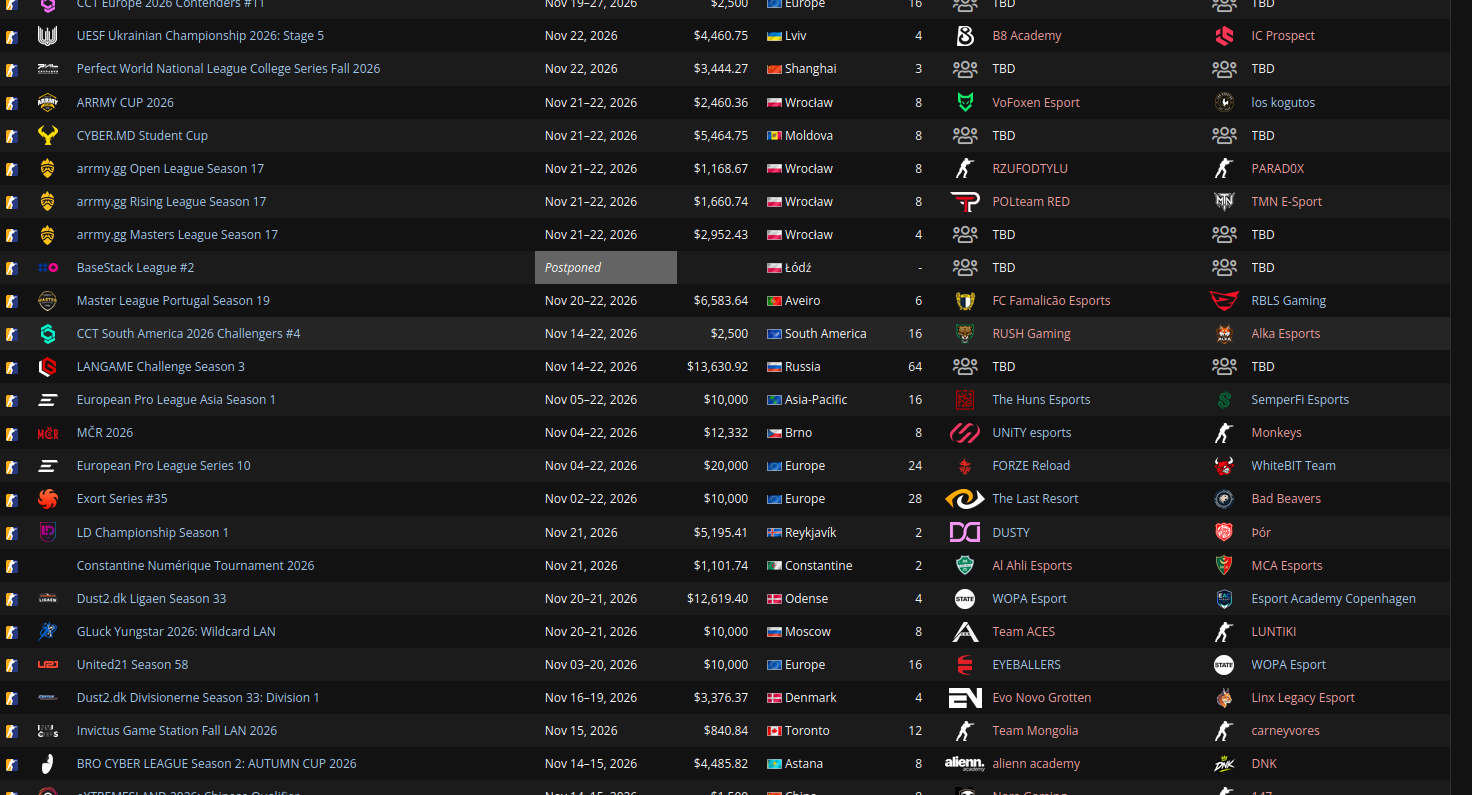 CCT Europe 2026 Contenders #11 Nov 19–27, 2026 $2,500 Europe 16 TBD TBD
UESF Ukrainian Championship 2026: Stage 5 Nov 22, 2026 $4,460.75 Lviv 4 B8 Academy IC Prospect
Perfect World National League College Series Fall 2026 Nov 22, 2026 $3,444.27 Shanghai 3 TBD TBD
ARRMY CUP 2026 Nov 21–22, 2026 $2,460.36 Wrocław 8 VoFoxen Esport los kogutos
CYBER.MD Student Cup Nov 21–22, 2026 $5,464.75 Moldova 8 TBD TBD
arrmy.gg Open League Season 17 Nov 21–22, 2026 $1,168.67 Wrocław 8 RZUFODTYLU PARAD0X
arrmy.gg Rising League Season 17 Nov 21–22, 2026 $1,660.74 Wrocław 8 POLteam RED TMN E-Sport
arrmy.gg Masters League Season 17 Nov 21–22, 2026 $2,952.43 Wrocław 4 TBD TBD
BaseStack League #2 Postponed Łódź - TBD TBD
Master League Portugal Season 19 Nov 20–22, 2026 $6,583.64 Aveiro 6 FC Famalicão Esports RBLS Gaming
CCT South America 2026 Challengers #4 Nov 14–22, 2026 $2,500 South America 16 RUSH Gaming Alka Esports
LANGAME Challenge Season 3 Nov 14–22, 2026 $13,630.92 Russia 64 TBD TBD
European Pro League Asia Season 1 Nov 05–22, 2026 $10,000 Asia-Pacific 16 The Huns Esports SemperFi Esports
MČR 2026 Nov 04–22, 2026 $12,332 Brno 8 UNiTY esports Monkeys
European Pro League Series 10 Nov 04–22, 2026 $20,000 Europe 24 FORZE Reload WhiteBIT Team
Exort Series #35 Nov 02–22, 2026 $10,000 Europe 28 The Last Resort Bad Beavers
LD Championship Season 1 Nov 21, 2026 $5,195.41 Reykjavík 2 DUSTY Þór
Constantine Numérique Tournament 2026 Nov 21, 2026 $1,101.74 Constantine 2 Al Ahli Esports MCA Esports
Dust2.dk Ligaen Season 33 Nov 20–21, 2026 $12,619.40 Odense 4 WOPA Esport Esport Academy Copenhagen
GLuck Yungstar 2026: Wildcard LAN Nov 20–21, 2026 $10,000 Moscow 8 Team ACES LUNTIKI
United21 Season 58 Nov 03–20, 2026 $10,000 Europe 16 EYEBALLERS WOPA Esport
Dust2.dk Divisionerne Season 33: Division 1 Nov 16–19, 2026 $3,376.37 Denmark 4 Evo Novo Grotten Linx Legacy Esport
Invictus Game Station Fall LAN 2026 Nov 15, 2026 $840.84 Toronto 12 Team Mongolia carneyvores
BRO CYBER LEAGUE Season 2: AUTUMN CUP 2026 Nov 14–15, 2026 $4,485.82 Astana 8 alienn academy DNK